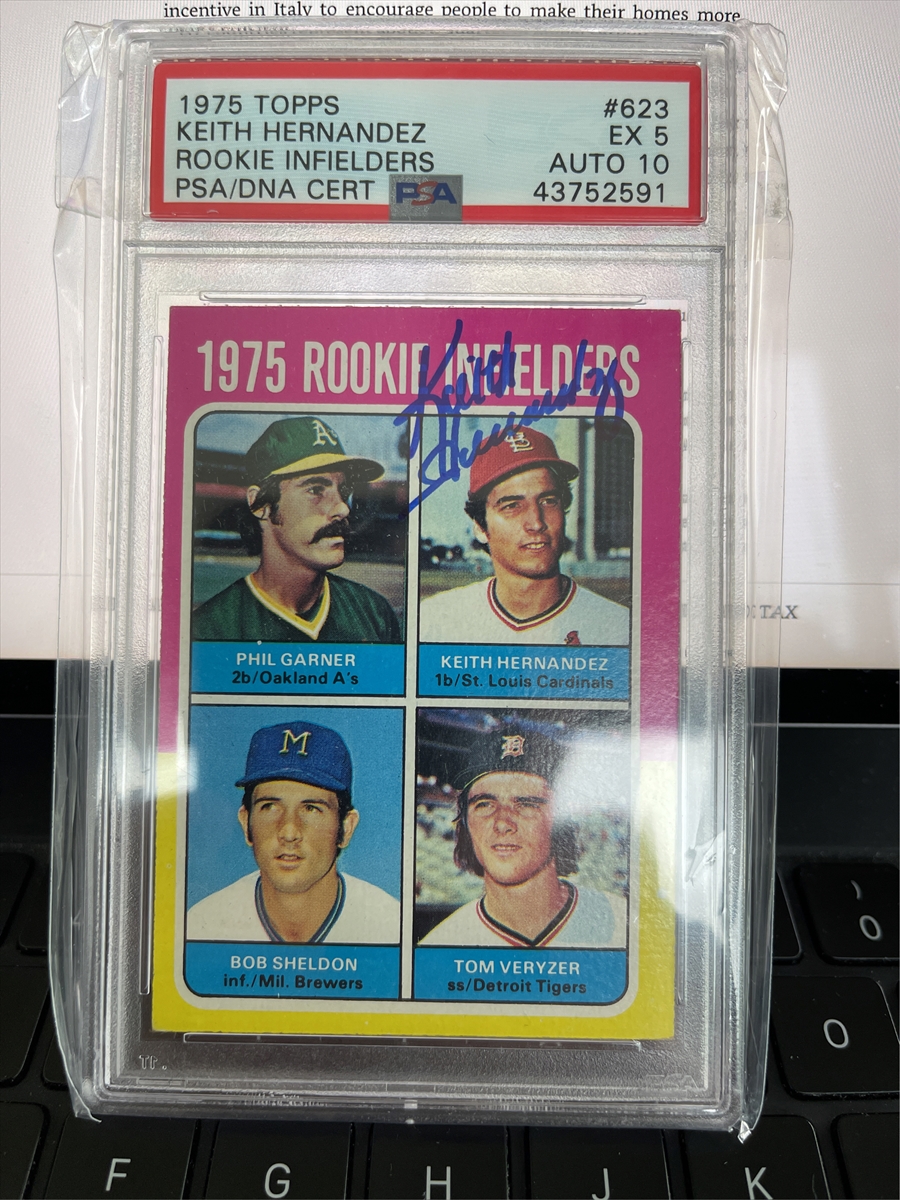 incentive in Italy to encourage people to make their homes more
1975 TOPPS #623
KEITH HERNANDEZ EX 5
ROOKIE INFIELDERS AUTO 10
PSA/DNA CERT PSA 43752591
1975 ROOKIE INFIELDERS
Keith
Hernandez
A's
PHIL GARNER
2b/Oakland A's
KEITH HERNANDEZ
1b/St. Louis Cardinals
M
D
BOB SHELDON
inf./Mil. Brewers
TOM VERYZER
ss/Detroit Tigers
TAX
PSA
O
F G H J K